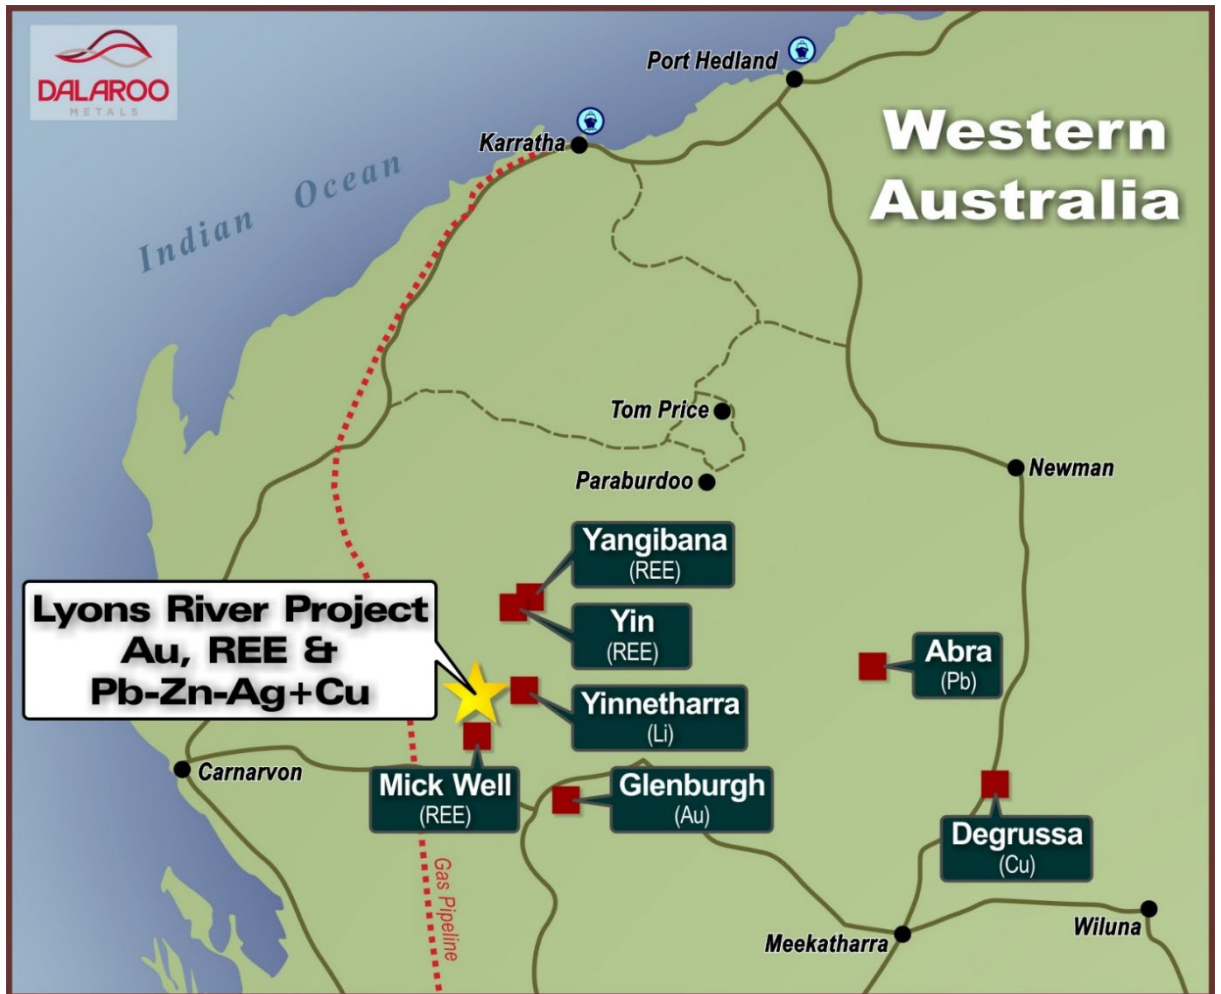 DALAROO
METALS
Port Hedland
Western
Australia
Karratha
Indian Ocean
Tom Price
Newman
Paraburdoo
Yangibana
(REE)
Lyons River Project
Au, REE &
Pb-Zn-Ag+Cu
Yin
(REE)
Abra
(Pb)
Yinnetharra
(Li)
Carnarvon
Mick Well
(REE)
Glenburgh
(Au)
Degrussa
(Cu)
Gas Pipeline
Meekatharra
Wiluna